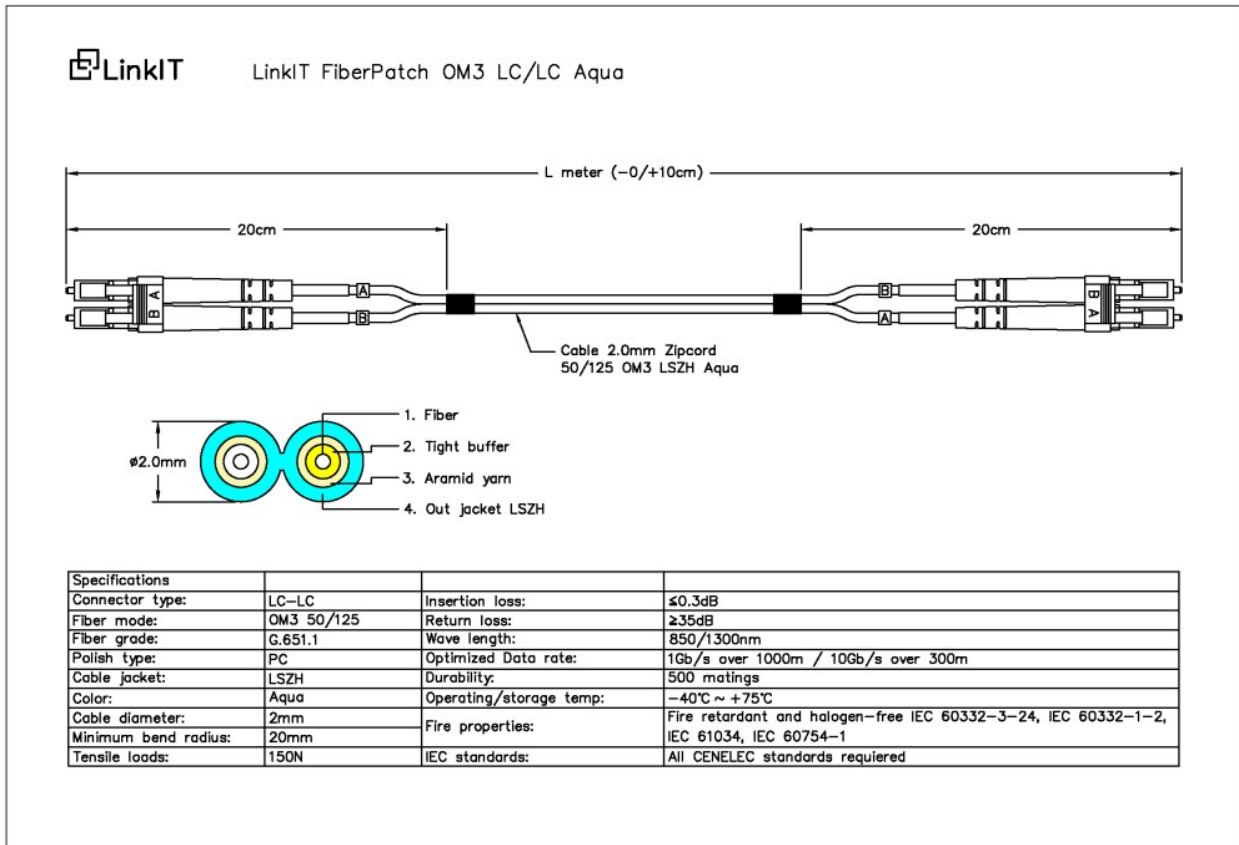 LinkIT
LinkIT FiberPatch OM3 LC/LC Aqua
L meter (-0/+10cm)
20cm
20cm
A
B
B
A
A
B
B
A
Cable 2.0mm Zipcord
50/125 OM3 LSZH Aqua
ø2.0mm
1. Fiber
2. Tight buffer
3. Aramid yarn
4. Out jacket LSZH
Specifications
Connector type: LC-LC Insertion loss: ≤0.3dB
Fiber mode: OM3 50/125 Return loss: ≥35dB
Fiber grade: G.651.1 Wave length: 850/1300nm
Polish type: PC Optimized Data rate: 1Gb/s over 1000m / 10Gb/s over 300m
Cable jacket: LSZH Durability: 500 matings
Color: Aqua Operating/storage temp: -40℃ ~ +75℃
Cable diameter: 2mm Fire properties: Fire retardant and halogen-free IEC 60332-3-24, IEC 60332-1-2,
Minimum bend radius: 20mm IEC 61034, IEC 60754-1
Tensile loads: 150N IEC standards: All CENELEC standards requiered